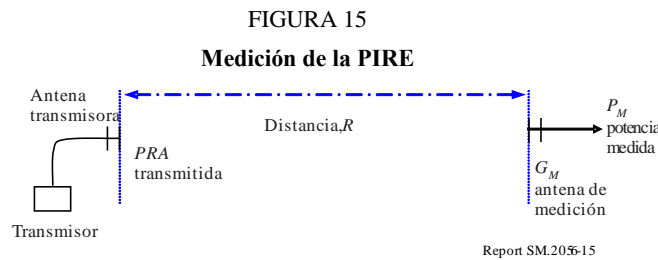 FIGURA 15
Medición de la PIRE
Antena
transmisora
Distancia,R
PRA
transmitida
P_M
potencia
medida
G_M
antena de
medición
Transmisor
Report SM.2056-15